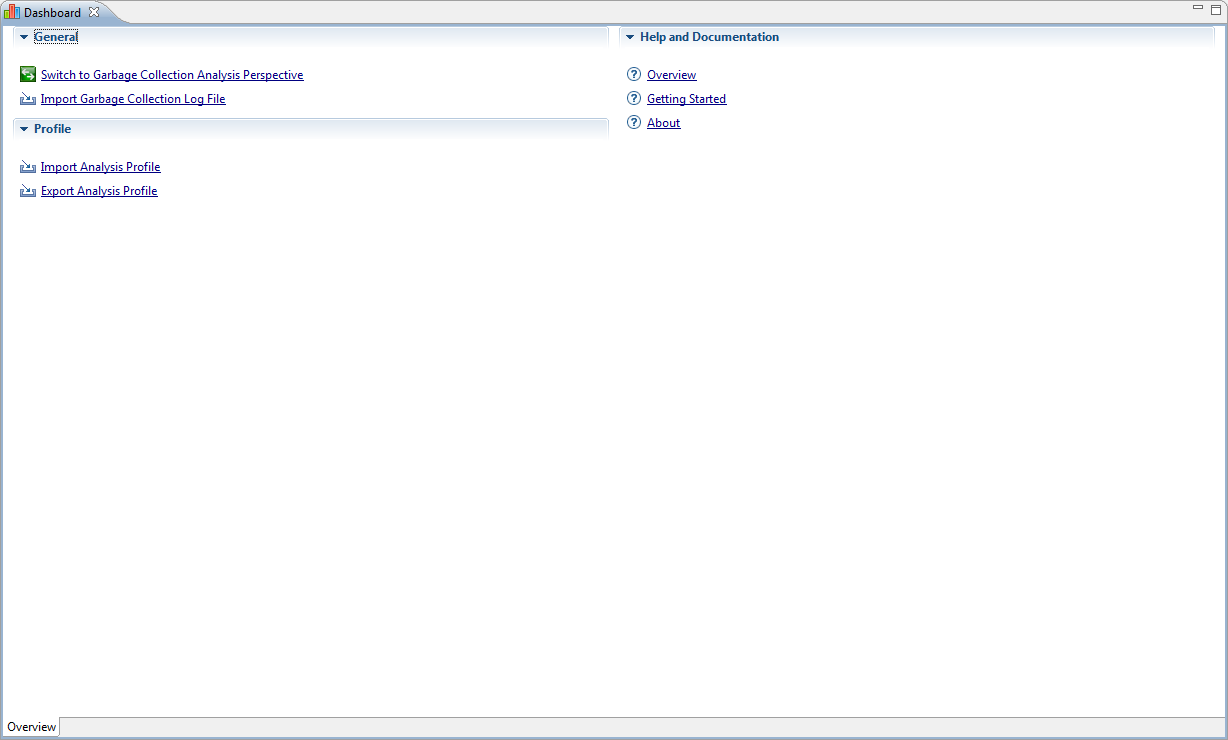 Dashboard
General
Switch to Garbage Collection Analysis Perspective
Import Garbage Collection Log File
Profile
Import Analysis Profile
Export Analysis Profile
Help and Documentation
Overview
Getting Started
About
Overview